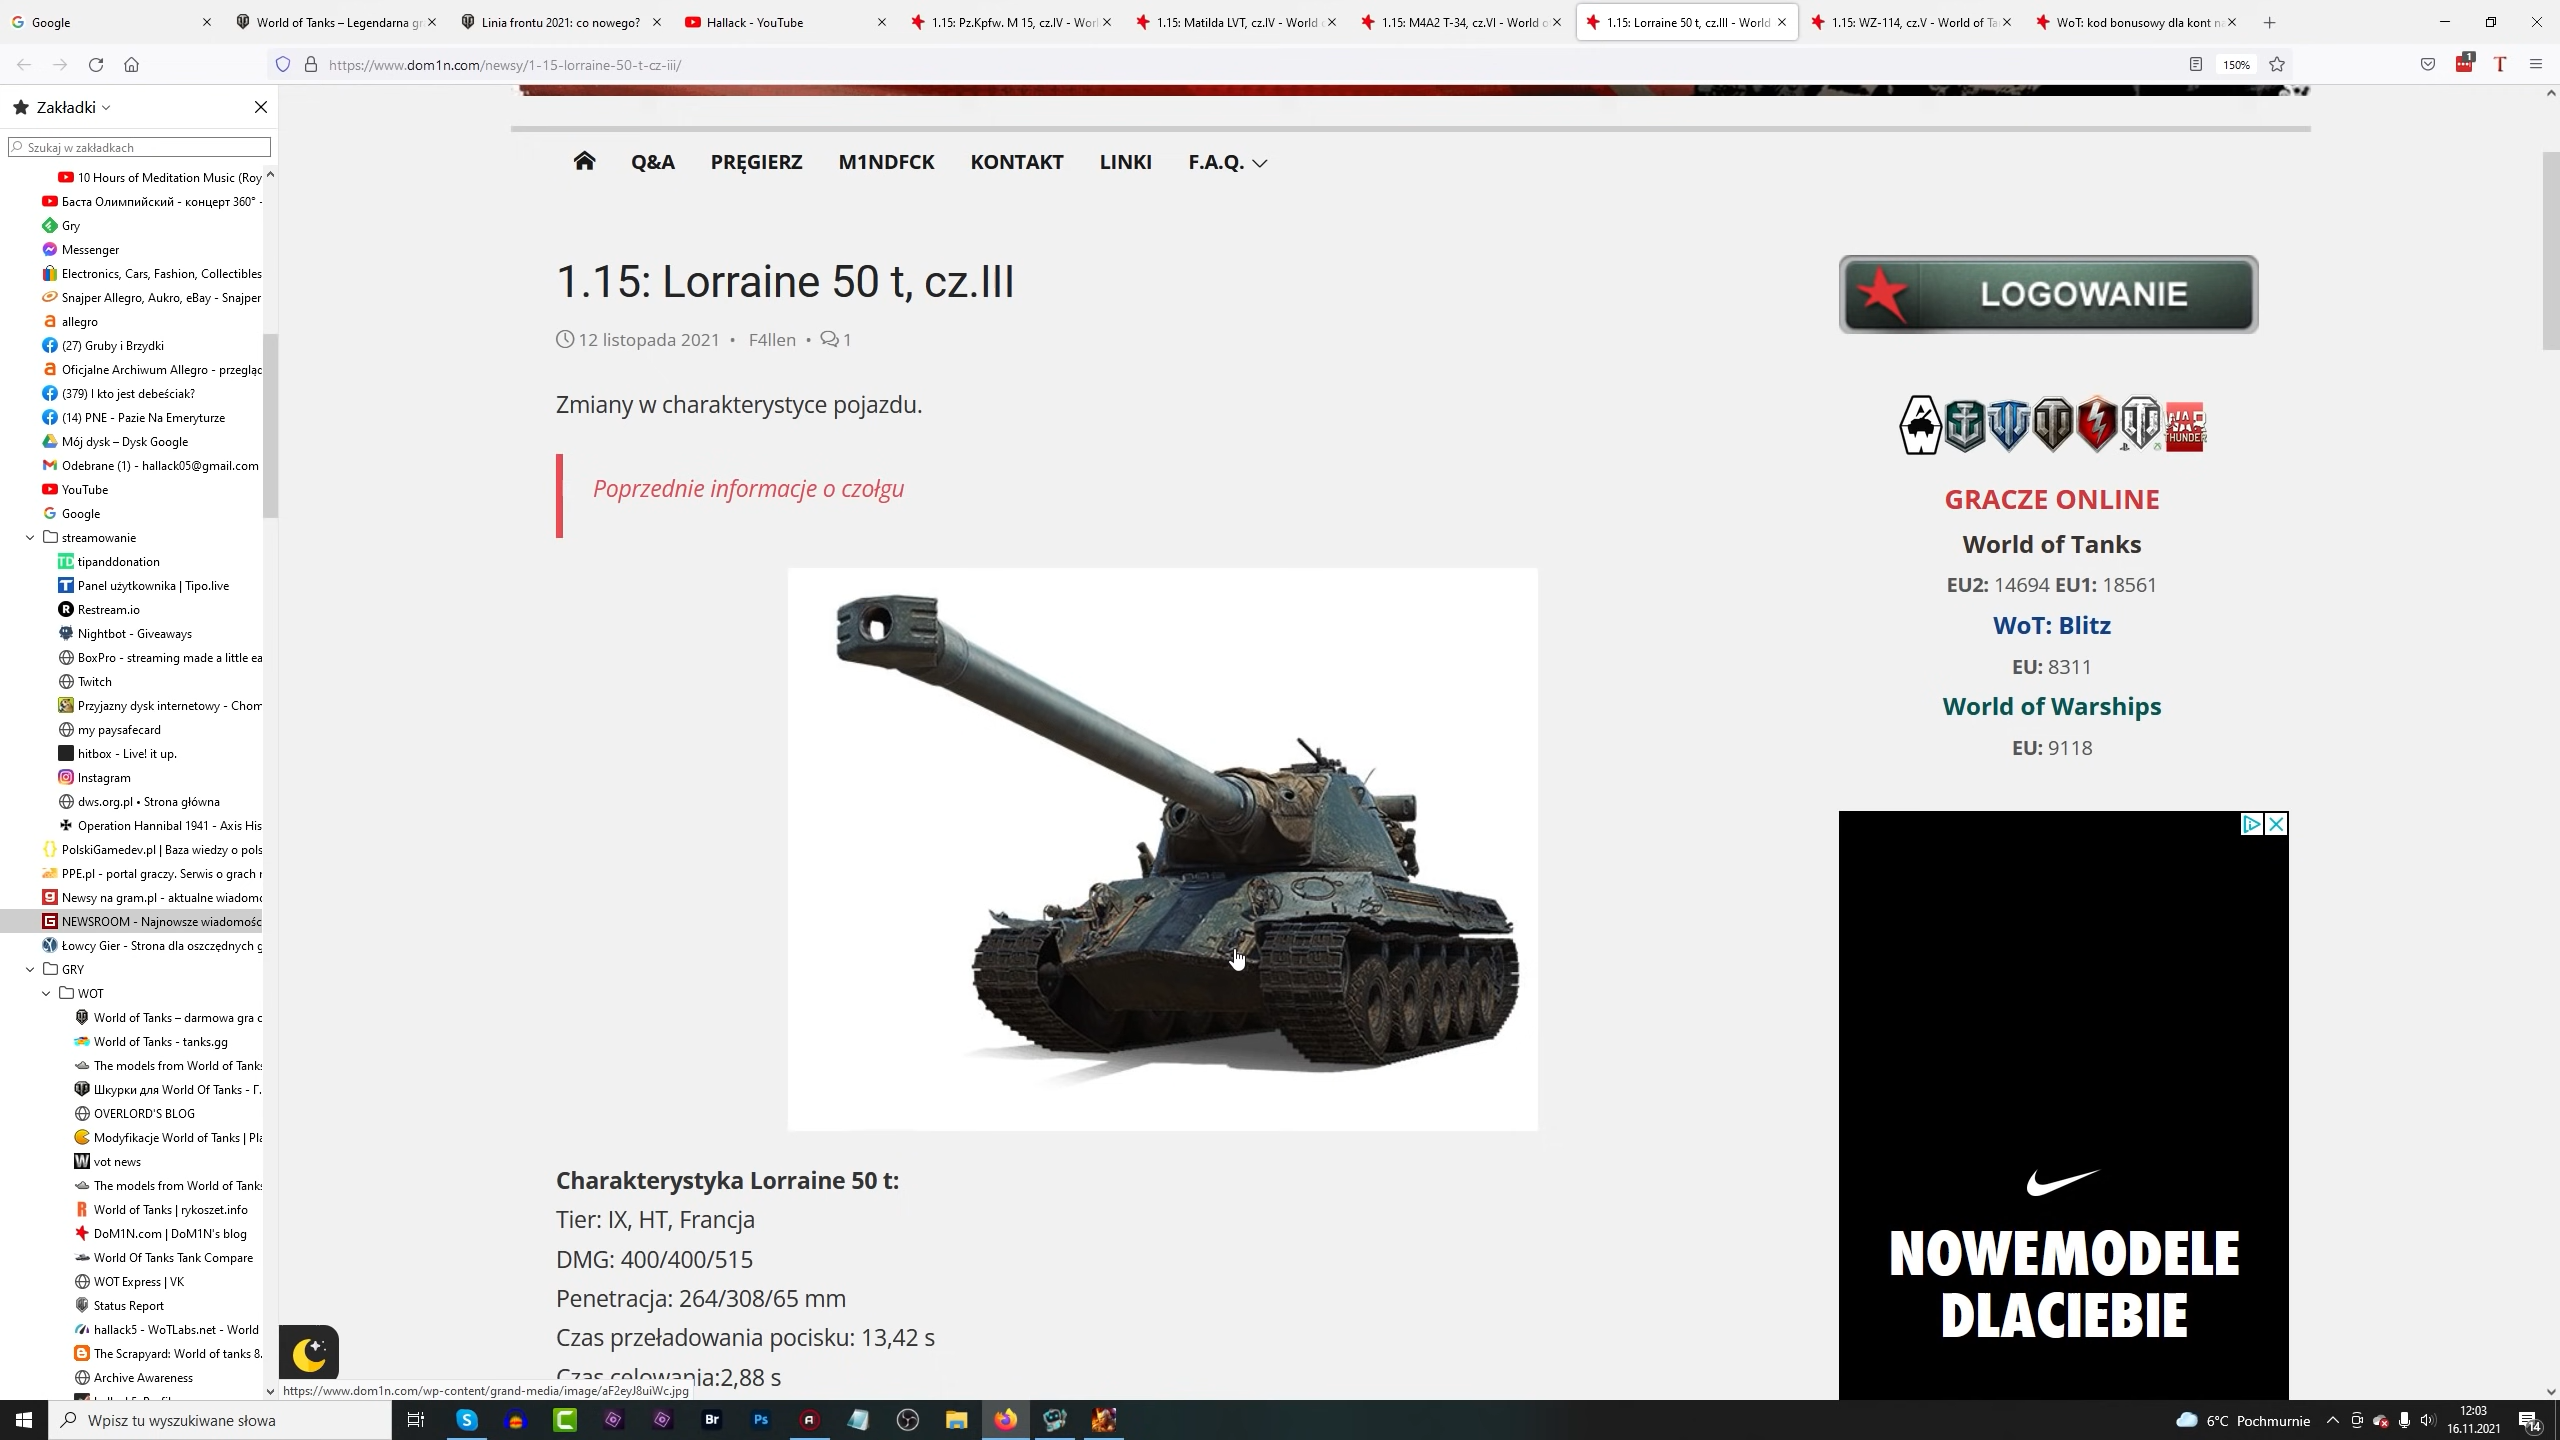 Google
World of Tanks – Legendarna gr
Linia frontu 2021: co nowego?
Hallack - YouTube
1.15: Pz.Kpfw. M 15, cz.IV - Worl
1.15: Matilda LVT, cz.IV - World
1.15: M4A2 T-34, cz.VI - World
1.15: Lorraine 50 t, cz.III - World
1.15: WZ-114, cz.V - World of Ta
WoT: kod bonusowy dla kont n
https://www.dom1n.com/newsy/1-15-lorraine-50-t-cz-iii/
150%
1
Zakładki
Szukaj w zakładkach
10 Hours of Meditation Music (Roy
Баста Олимпийский - концерт 360° -
Gry
Messenger
Electronics, Cars, Fashion, Collectibles
Snajper Allegro, Aukro, eBay - Snajper
allegro
(27) Gruby i Brzydki
Oficjalne Archiwum Allegro - przegląd
(379) I kto jest debeściak?
(14) PNE - Pazie Na Emeryturze
Mój dysk – Dysk Google
Odebrane (1) - hallack05@gmail.com
YouTube
Google
streamowanie
tipanddonation
Panel użytkownika | Tipo.live
Restream.io
Nightbot - Giveaways
BoxPro - streaming made a little ea
Twitch
Przyjazny dysk internetowy - Chom
my paysafecard
hitbox - Live! it up.
Instagram
dws.org.pl • Strona główna
Operation Hannibal 1941 - Axis His
PolskiGamedev.pl | Baza wiedzy o pols
PPE.pl - portal graczy. Serwis o grach
Newsy na gram.pl - aktualne wiadomo
NEWSROOM - Najnowsze wiadomośc
Łowcy Gier - Strona dla oszczędnych g
GRY
WOT
World of Tanks – darmowa gra
World of Tanks - tanks.gg
The models from World of Tanks
Шкурки для World Of Tanks - Г.
OVERLORD'S BLOG
Modyfikacje World of Tanks | Pla
vot news
The models from World of Tanks
World of Tanks | rykoszet.info
DoM1N.com | DoM1N's blog
World Of Tanks Tank Compare
WOT Express | VK
Status Report
hallack5 - WoTLabs.net - World
The Scrapyard: World of tanks 8.
Archive Awareness
Q&A PRĘGIERZ M1NDFCK KONTAKT LINKI F.A.Q.
1.15: Lorraine 50 t, cz.III
12 listopada 2021 • F4llen • 1
Zmiany w charakterystyce pojazdu.
Poprzednie informacje o czołgu
Charakterystyka Lorraine 50 t:
Tier: IX, HT, Francja
DMG: 400/400/515
Penetracja: 264/308/65 mm
Czas przeładowania pocisku: 13,42 s
Czas celowania:2,88 s
https://www.dom1n.com/wp-content/grand-media/image/aF2eyJ8uiWc.jpg
LOGOWANIE
WAR
THUNDER
GRACZE ONLINE
World of Tanks
EU2: 14694 EU1: 18561
WoT: Blitz
EU: 8311
World of Warships
EU: 9118
NOWEMODELE
DLACIEBIE
Wpisz tu wyszukiwane słowa
Br
Ps
6°C Pochmurnie
12:03
16.11.2021
14